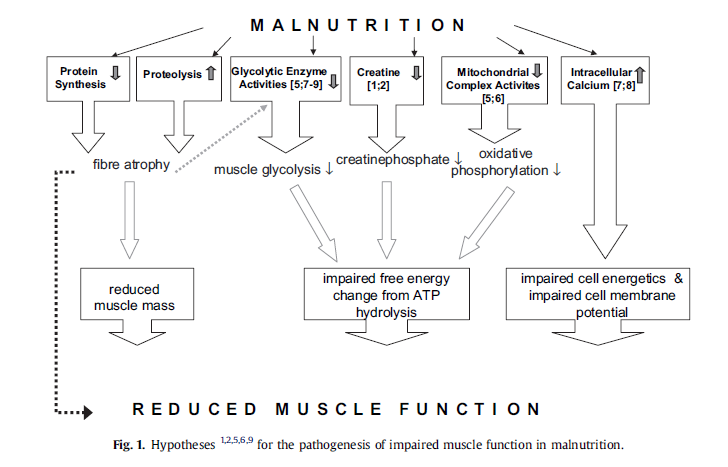 MALNUTRITION
Protein
Synthesis
Proteolysis
Glycolytic Enzyme
Activities [5;7-9]
Creatine
[1;2]
Mitochondrial
Complex Activites
[5;6]
Intracellular
Calcium [7;8]
fibre atrophy
muscle glycolysis ↓
creatinephosphate ↓
oxidative
phosphorylation ↓
reduced
muscle mass
impaired free energy
change from ATP
hydrolysis
impaired cell energetics &
impaired cell membrane
potential
REDUCED MUSCLE FUNCTION
Fig. 1. Hypotheses 1,2,5,6,9 for the pathogenesis of impaired muscle function in malnutrition.